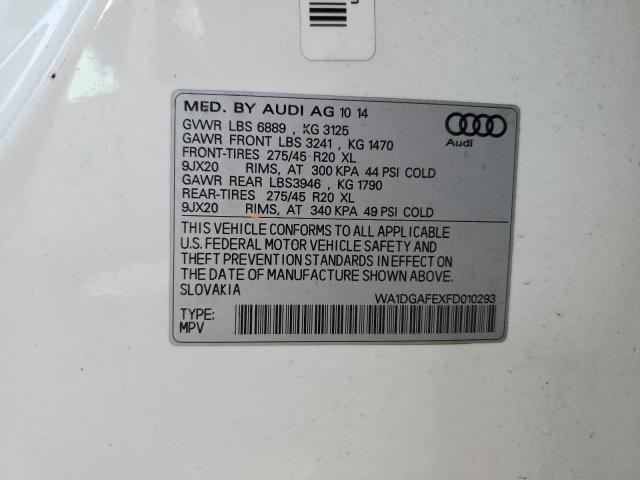 MED. BY AUDI AG 10 14
GVWR LBS 6889 , KG 3125
GAWR FRONT LBS 3241 , KG 1470
FRONT-TIRES 275/45 R20 XL
9JX20 RIMS, AT 300 KPA 44 PSI COLD
GAWR REAR LBS3946 , KG 1790
REAR-TIRES 275/45 R20 XL
9JX20 RIMS, AT 340 KPA 49 PSI COLD
Audi
THIS VEHICLE CONFORMS TO ALL APPLICABLE
U.S. FEDERAL MOTOR VEHICLE SAFETY AND
THEFT PREVENTION STANDARDS IN EFFECT ON
THE DATE OF MANUFACTURE SHOWN ABOVE.
SLOVAKIA
WA1DGAFEXFD010293
TYPE:
MPV